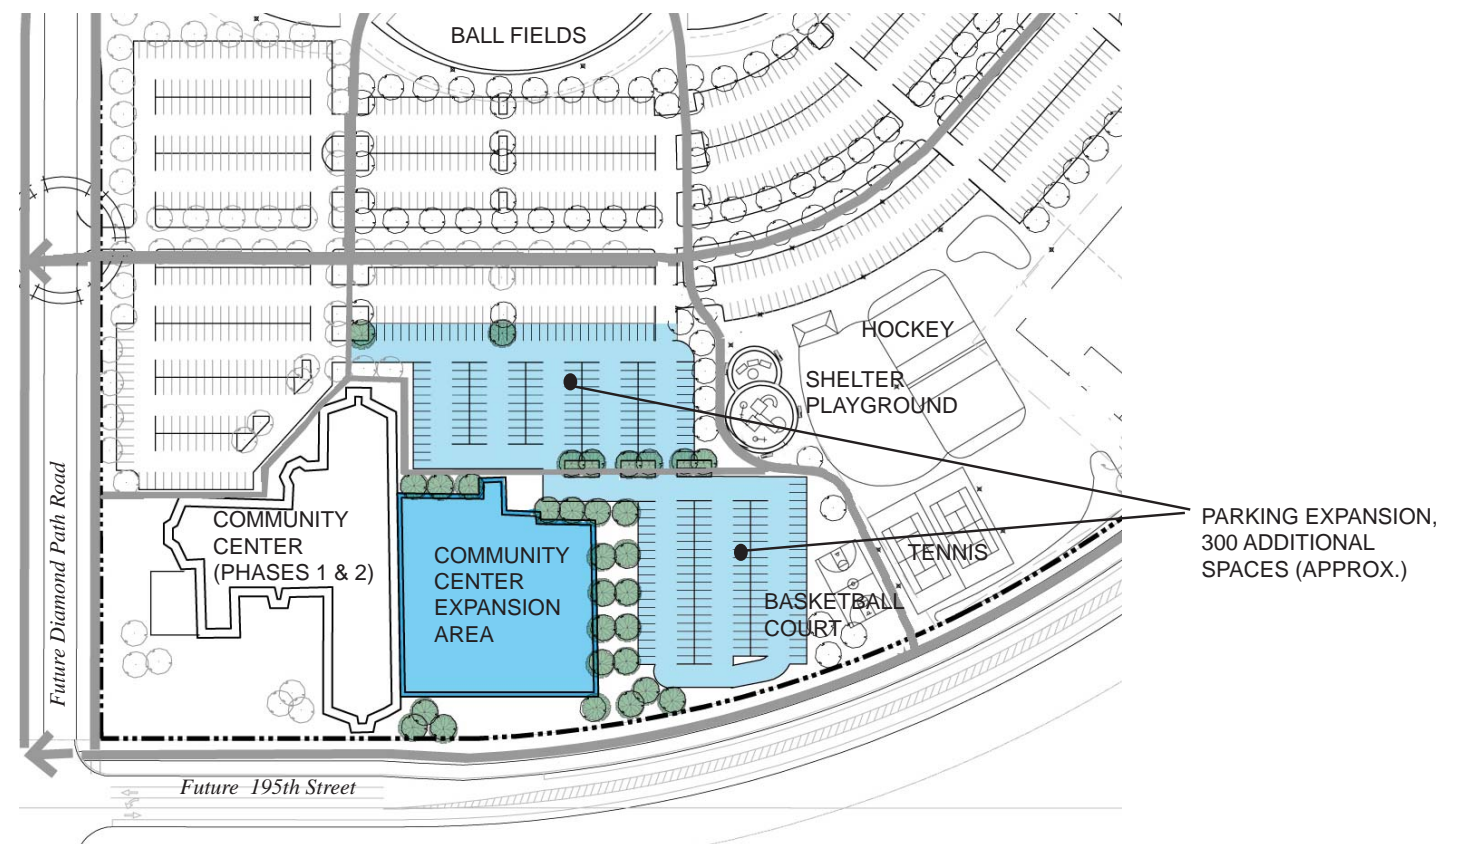 BALL FIELDS
HOCKEY
SHELTER
PLAYGROUND
Future Diamond Path Road
COMMUNITY
CENTER
(PHASES 1 & 2)
COMMUNITY
CENTER
EXPANSION
AREA
TENNIS
BASKETBALL
COURT
PARKING EXPANSION,
300 ADDITIONAL
SPACES (APPROX.)
Future 195th Street